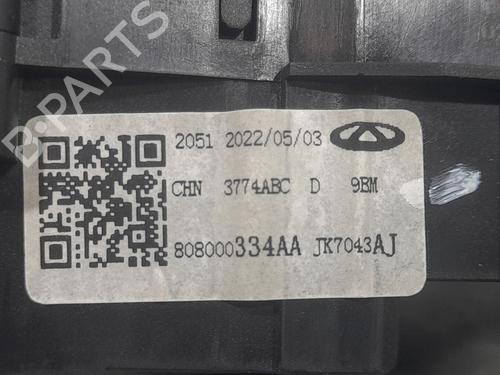 B-PARTS
2051 2022/05/03
CHN 3774ABC D 9BM
808000334AA JK7043AJ